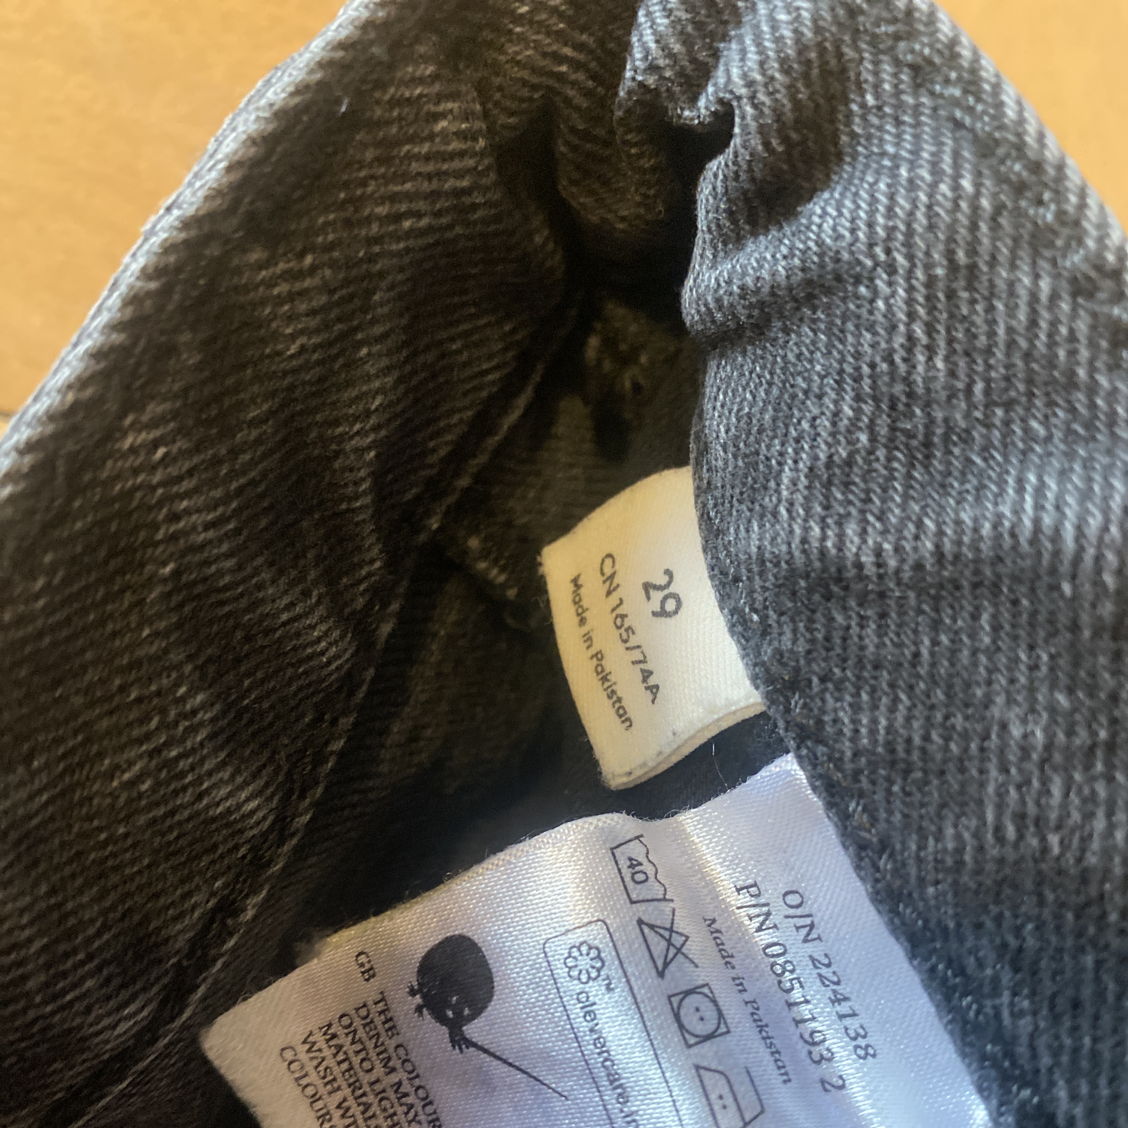 29
CN 165/74A
Made in Pakistan
O/N 224138
P/N 0851193 2
Made in Pakistan
40
clevercare.in
GB THE COLOUR
DENIM MAY
ONTO LIGH
MATERIAL
WASH WI
COLOUR